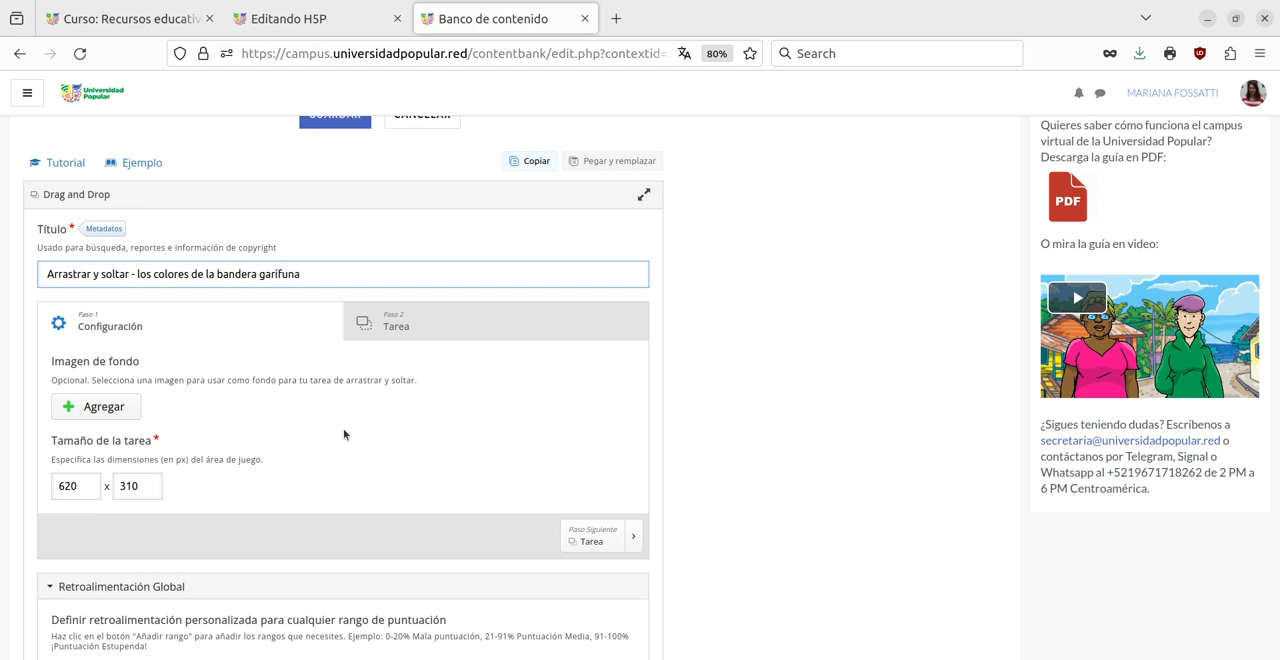 Curso: Recursos educativ
Editando H5P
Banco de contenido
https://campus.universidadpopular.red/contentbank/edit.php?contextid=
80%
Search
Universidad
Popular
MARIANA FOSSATTI
GUARDAR
CANCELAR
Tutorial
Ejemplo
Copiar
Pegar y remplazar
Drag and Drop
Título *
Metadatos
Usado para búsqueda, reportes e información de copyright
Arrastrar y soltar - los colores de la bandera garífuna
Paso 1
Configuración
Paso 2
Tarea
Imagen de fondo
Opcional. Selecciona una imagen para usar como fondo para tu tarea de arrastrar y soltar.
Agregar
Tamaño de la tarea *
Especifica las dimensiones (en px) del área de juego.
620 x 310
Paso Siguiente
Tarea
Retroalimentación Global
Definir retroalimentación personalizada para cualquier rango de puntuación
Haz clic en el botón "Añadir rango" para añadir los rangos que necesites. Ejemplo: 0-20% Mala puntuación, 21-91% Puntuación Media, 91-100%
¡Puntuación Estupenda!
Quieres saber cómo funciona el campus
virtual de la Universidad Popular?
Descarga la guía en PDF:
PDF
O mira la guía en video:
¿Sigues teniendo dudas? Escríbenos a
secretaria@universidadpopular.red o
contáctanos por Telegram, Signal o
Whatsapp al +5219671718262 de 2 PM a
6 PM Centroamérica.